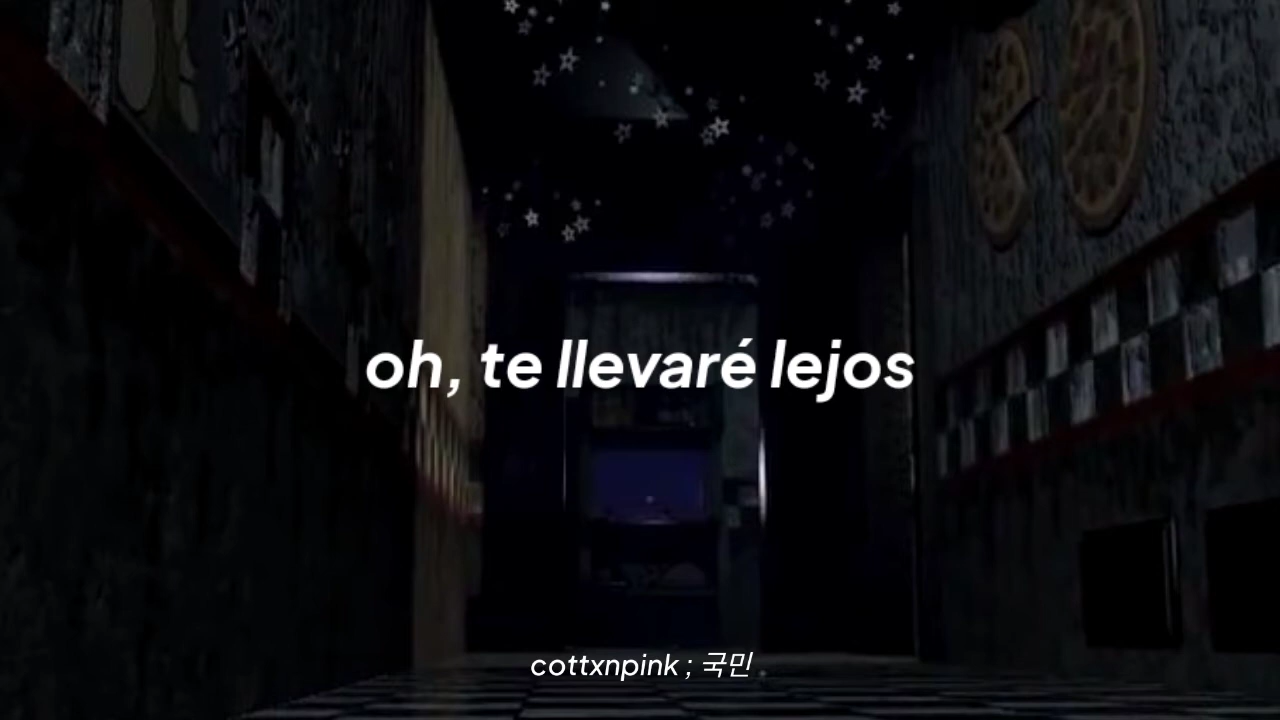 oh, te llevaré lejos
cottxnpink ; 국민